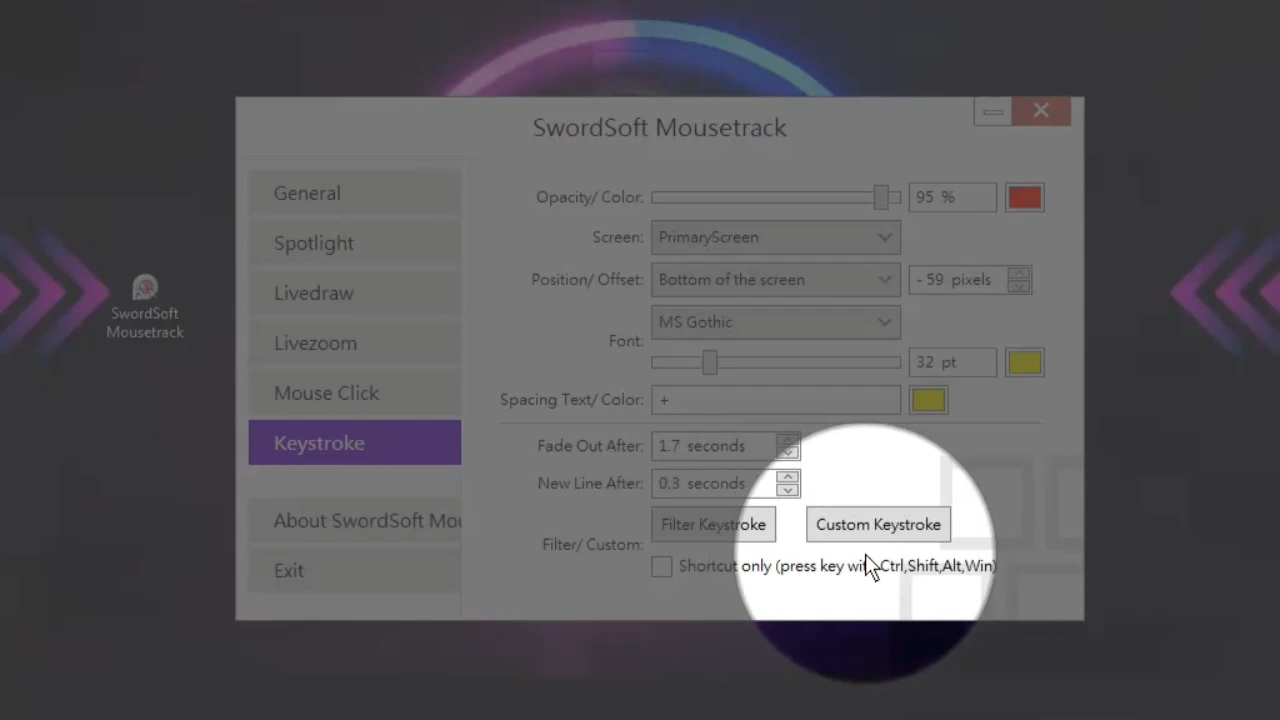 SwordSoft Mousetrack
General
Spotlight
Livedraw
Livezoom
Mouse Click
Keystroke
About SwordSoft Mou
Exit
Opacity/ Color: 95 %
Screen: PrimaryScreen
Position/ Offset: Bottom of the screen - 59 pixels
Font: MS Gothic
32 pt
Spacing Text/ Color: +
Fade Out After: 1.7 seconds
New Line After: 0.3 seconds
Filter/ Custom: Filter Keystroke Custom Keystroke
Shortcut only (press key wit Ctrl,Shift,Alt,Win)
SwordSoft
Mousetrack